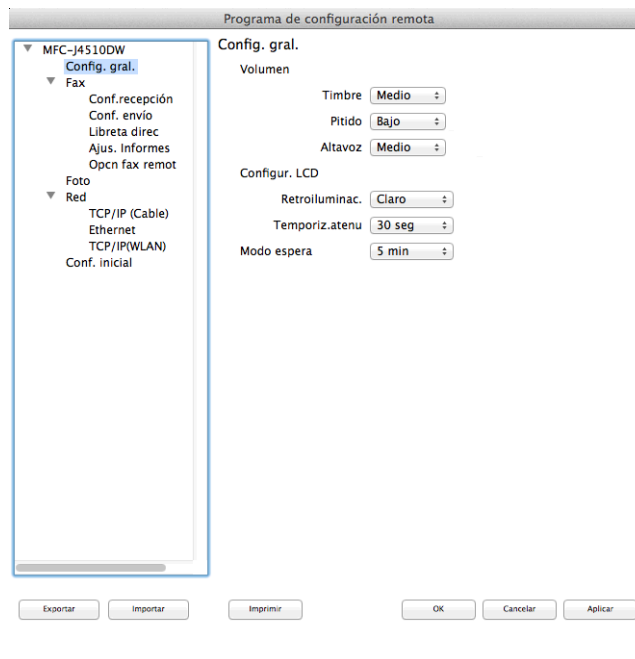 Programa de configuración remota
MFC-J4510DW
Config. gral.
Fax
Conf.recepción
Conf. envío
Libreta direc
Ajus. Informes
Opcn fax remot
Foto
Red
TCP/IP (Cable)
Ethernet
TCP/IP(WLAN)
Conf. inicial
Config. gral.
Volumen
Timbre Medio
Pitido Bajo
Altavoz Medio
Configur. LCD
Retroiluminac. Claro
Temporiz.atenu 30 seg
Modo espera 5 min
Exportar Importar Imprimir OK Cancelar Aplicar